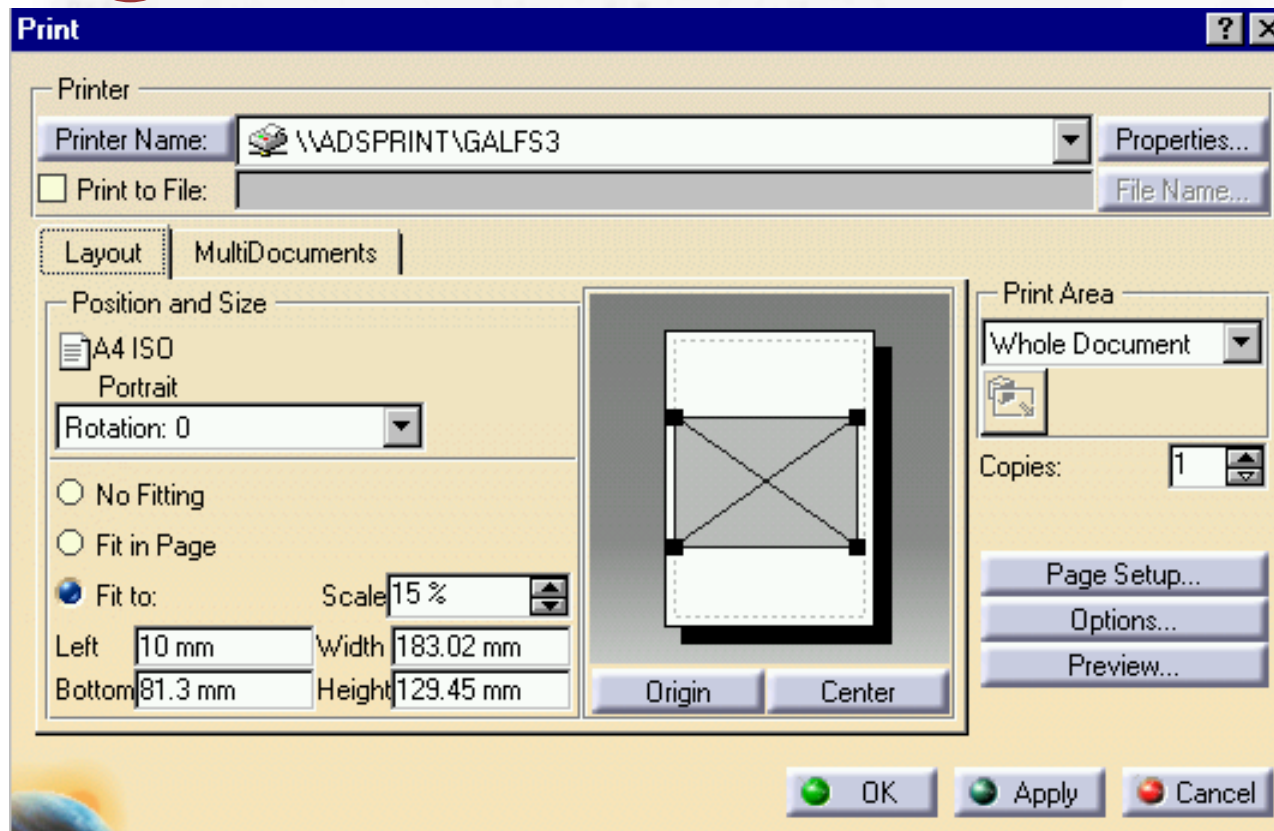 Print
Printer
Printer Name: \\ADSPRINT\GALFS3 Properties...
Print to File: File Name...
Layout MultiDocuments
Position and Size
A4 ISO
Portrait
Rotation: 0
No Fitting
Fit in Page
Fit to: Scale 15 %
Left 10 mm Width 183.02 mm
Bottom 81.3 mm Height 129.45 mm
Origin Center
Print Area
Whole Document
Copies: 1
Page Setup...
Options...
Preview...
OK Apply Cancel